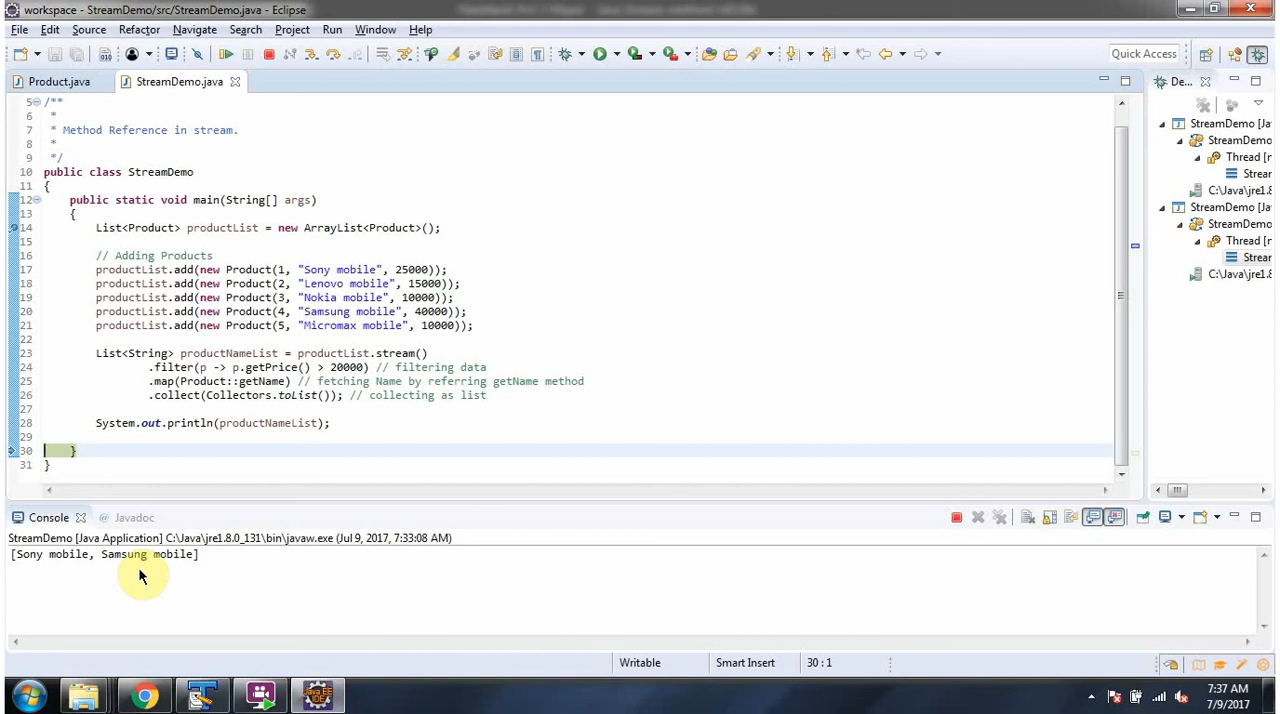 workspace - StreamDemo/src/StreamDemo.java - Eclipse
File Edit Source Refactor Navigate Search Project Run Window Help
Quick Access
Product.java StreamDemo.java De...
5 /**
6 *
7 * Method Reference in stream.
8 *
9 */
10 public class StreamDemo
11 {
12 public static void main(String[] args)
13 {
14 List<Product> productList = new ArrayList<Product>();
15
16 // Adding Products
17 productList.add(new Product(1, "Sony mobile", 25000));
18 productList.add(new Product(2, "Lenovo mobile", 15000));
19 productList.add(new Product(3, "Nokia mobile", 10000));
20 productList.add(new Product(4, "Samsung mobile", 40000));
21 productList.add(new Product(5, "Micromax mobile", 10000));
22
23 List<String> productNameList = productList.stream()
24 .filter(p -> p.getPrice() > 20000) // filtering data
25 .map(Product::getName) // fetching Name by referring getName method
26 .collect(Collectors.toList()); // collecting as list
27
28 System.out.println(productNameList);
29
30 }
31 }
StreamDemo [Ja
StreamDemo
Thread [n
Strear
C:\Java\jre1.8
StreamDemo [Ja
StreamDemo
Thread [n
Strear
C:\Java\jre1.8
Console @ Javadoc
StreamDemo [Java Application] C:\Java\jre1.8.0_131\bin\javaw.exe (Jul 9, 2017, 7:33:08 AM)
[Sony mobile, Samsung mobile]
Writable Smart Insert 30 : 1
Java EE
IDE
7:37 AM
7/9/2017